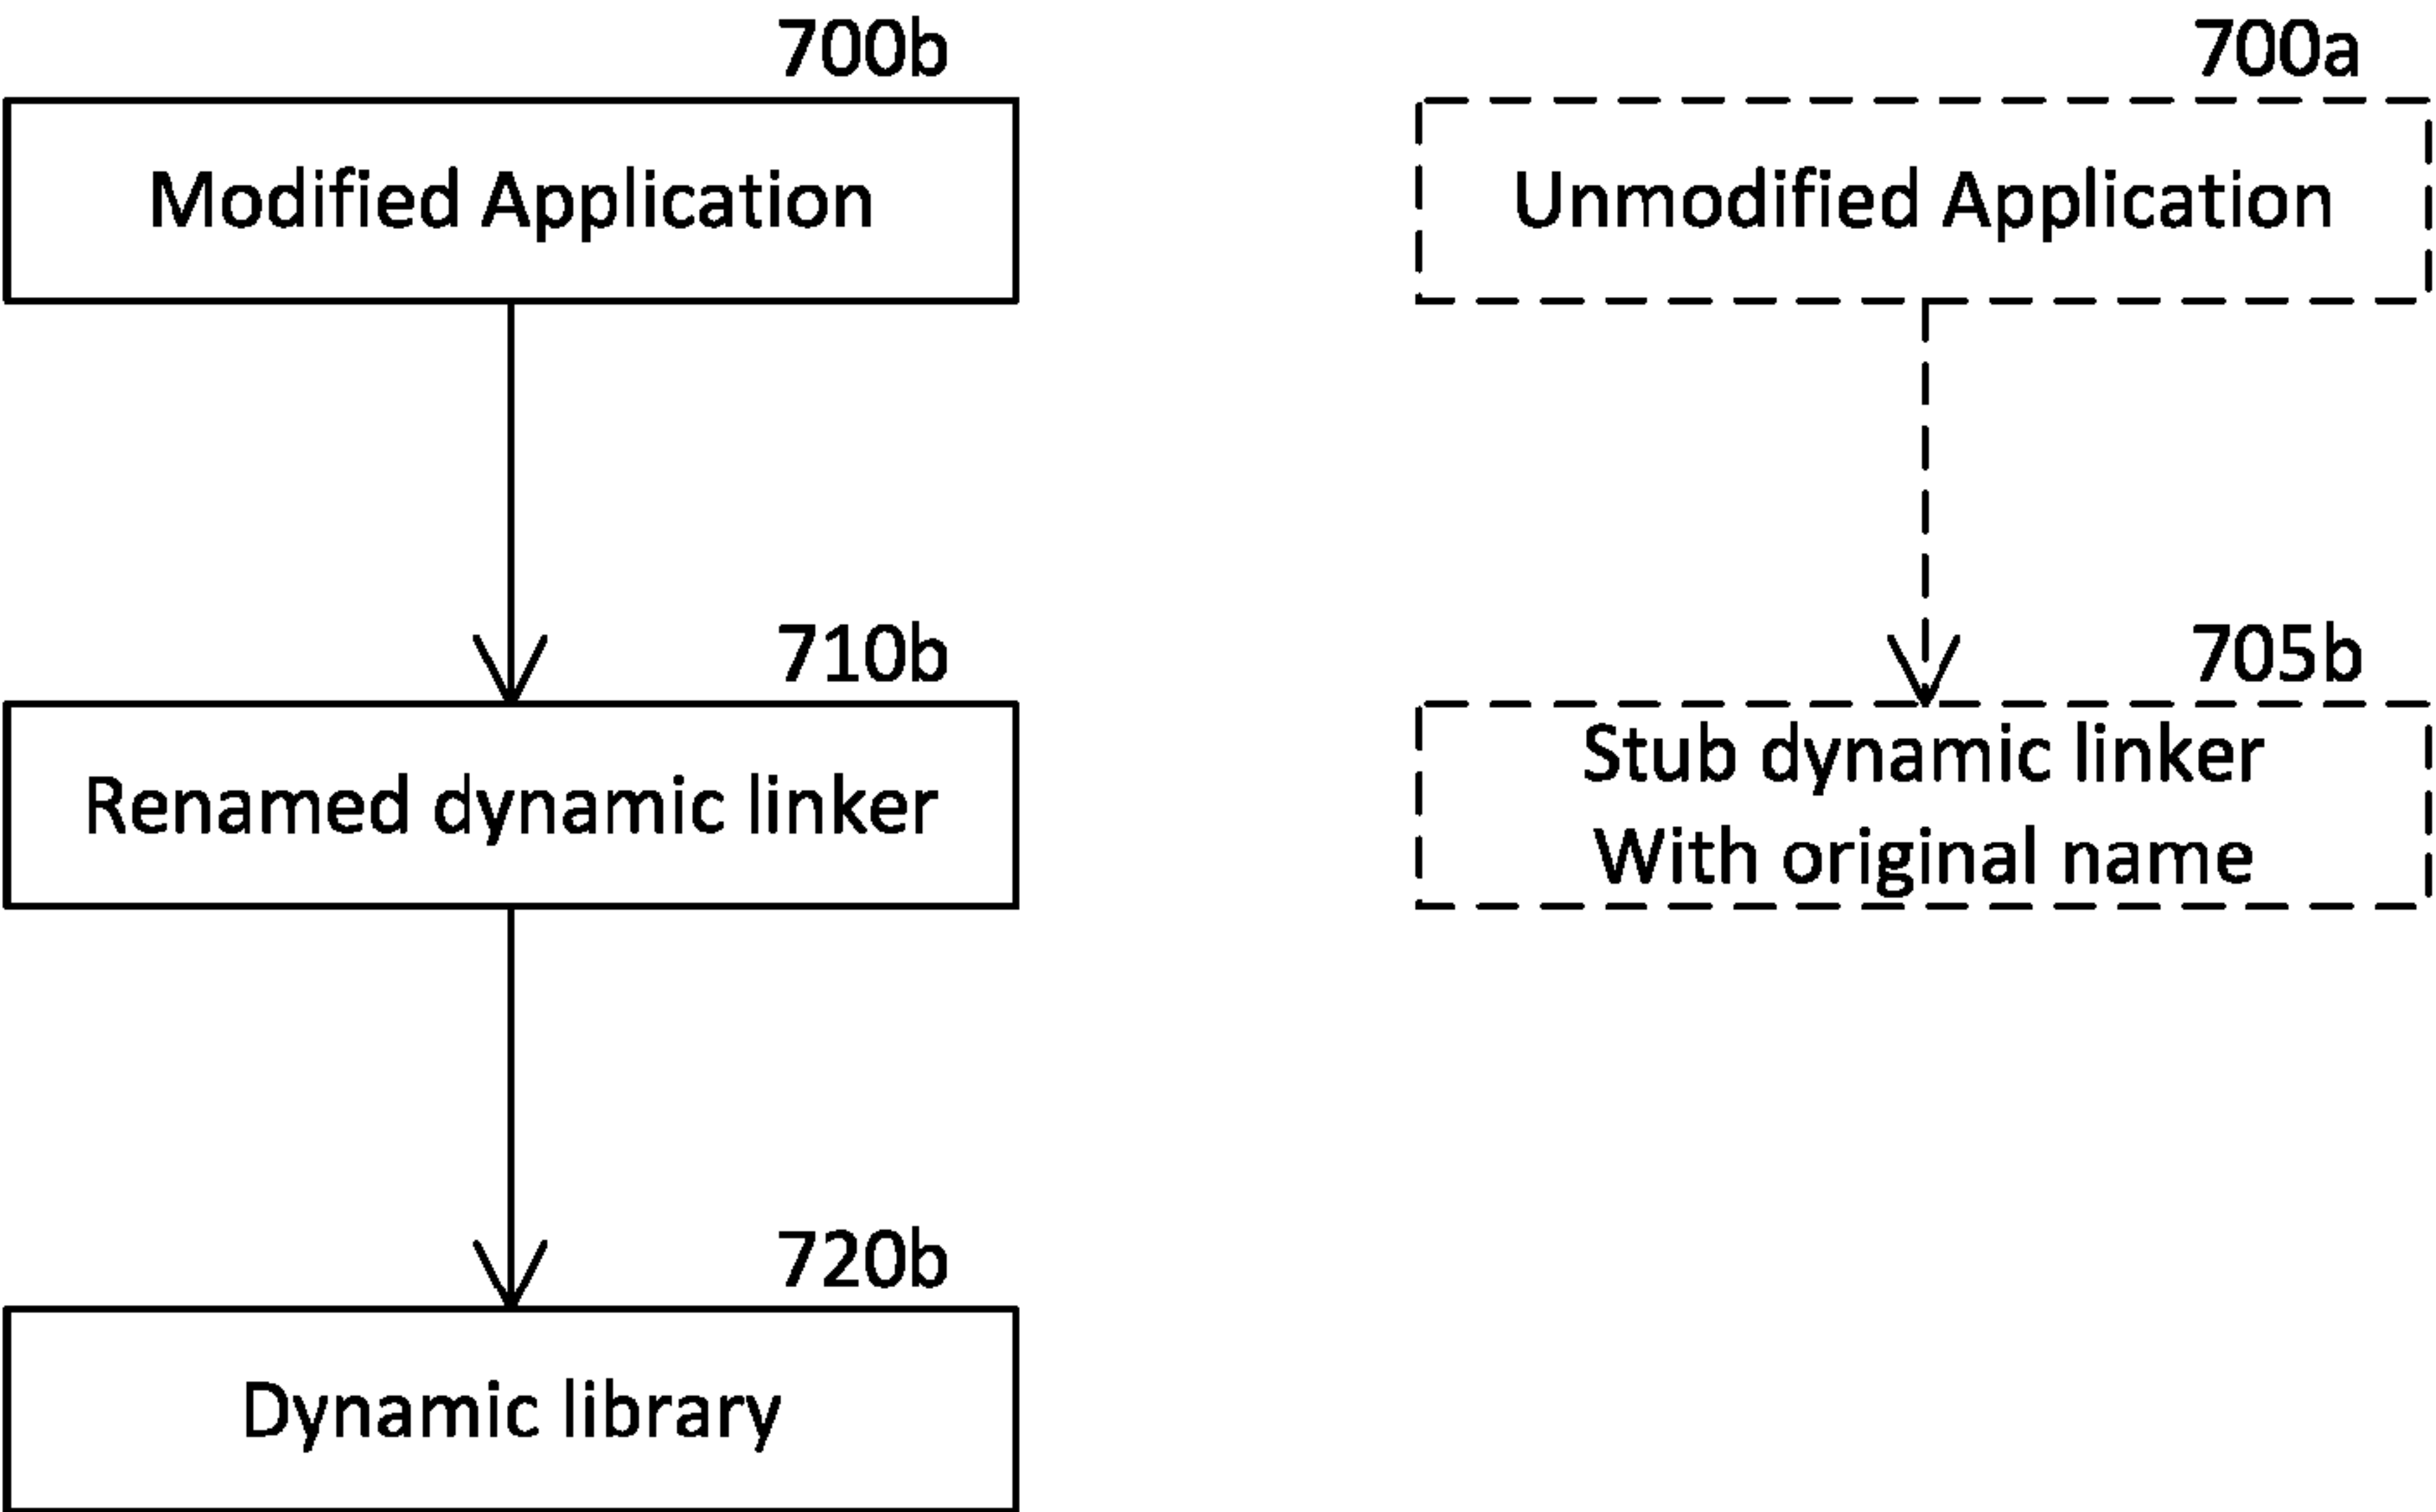 700b
Modified Application
700a
Unmodified Application
710b
Renamed dynamic linker
705b
Stub dynamic linker
With original name
720b
Dynamic library